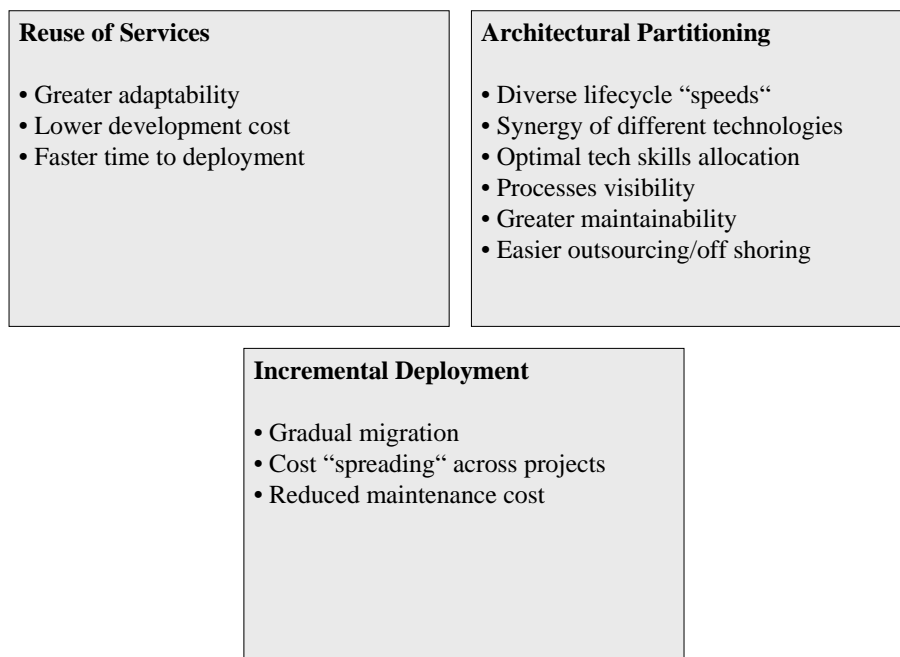 Reuse of Services
• Greater adaptability
• Lower development cost
• Faster time to deployment
Architectural Partitioning
• Diverse lifecycle “speeds“
• Synergy of different technologies
• Optimal tech skills allocation
• Processes visibility
• Greater maintainability
• Easier outsourcing/off shoring
Incremental Deployment
• Gradual migration
• Cost “spreading“ across projects
• Reduced maintenance cost